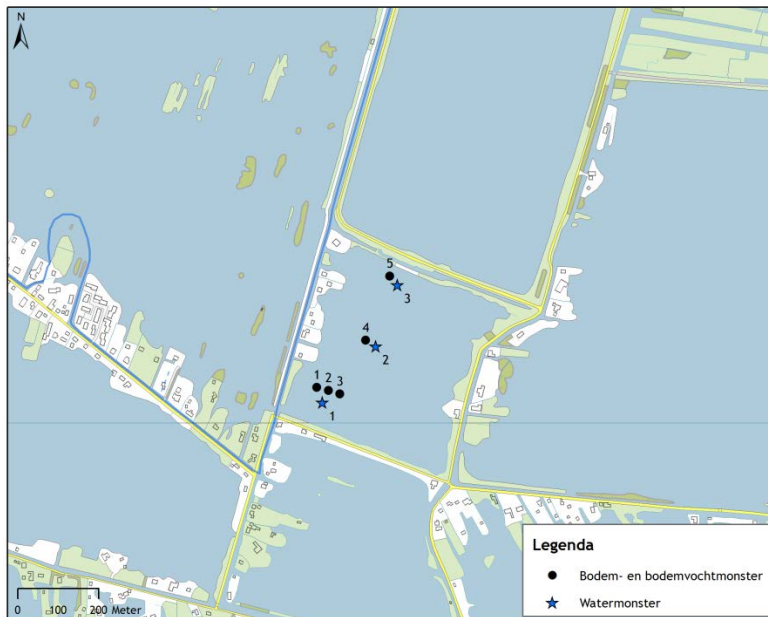 N
5
3
4
2
1 2 3
1
Legenda
Bodem- en bodemvochtmonster
Watermonster
0 100 200 Meter